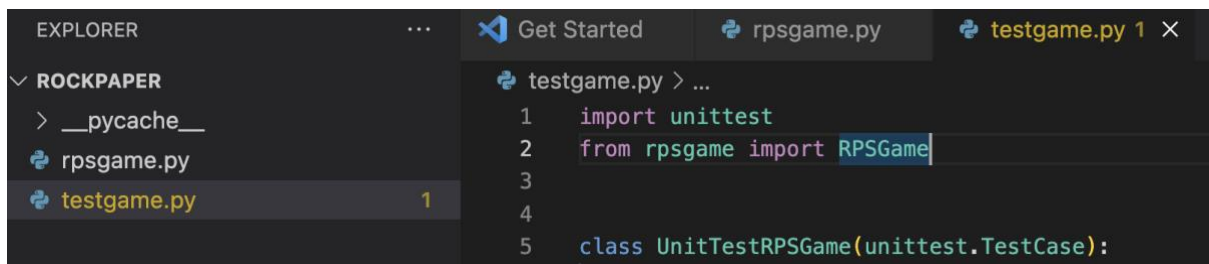 EXPLORER ...
ROCKPAPER
> __pycache__
rpsgame.py
testgame.py 1
Get Started rpsgame.py testgame.py 1 ×
testgame.py > ...
1 import unittest
2 from rpsgame import RPSGame
3
4
5 class UnitTestRPSGame(unittest.TestCase):